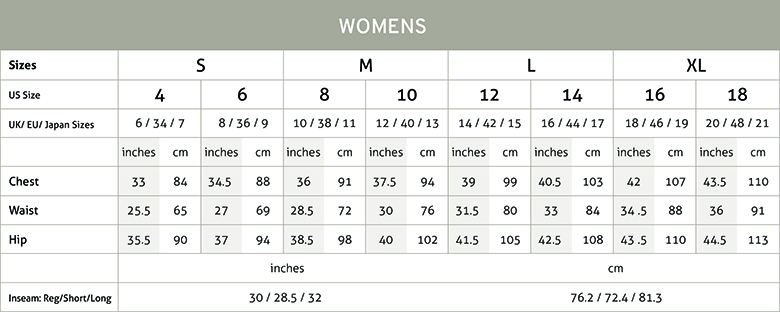 WOMENS
Sizes S M L XL
US Size 4 6 8 10 12 14 16 18
UK/ EU/ Japan Sizes 6 / 34 / 7 8 / 36 / 9 10 / 38 / 11 12 / 40 / 13 14 / 42 / 15 16 / 44 / 17 18 / 46 / 19 20 / 48 / 21
inches cm inches cm inches cm inches cm inches cm inches cm inches cm inches cm
Chest 33 84 34.5 88 36 91 37.5 94 39 99 40.5 103 42 107 43.5 110
Waist 25.5 65 27 69 28.5 72 30 76 31.5 80 33 84 34 .5 88 36 91
Hip 35.5 90 37 94 38.5 98 40 102 41.5 105 42.5 108 43 .5 110 44.5 113
inches cm
Inseam: Reg/Short/Long 30 / 28.5 / 32 76.2 / 72.4 / 81.3